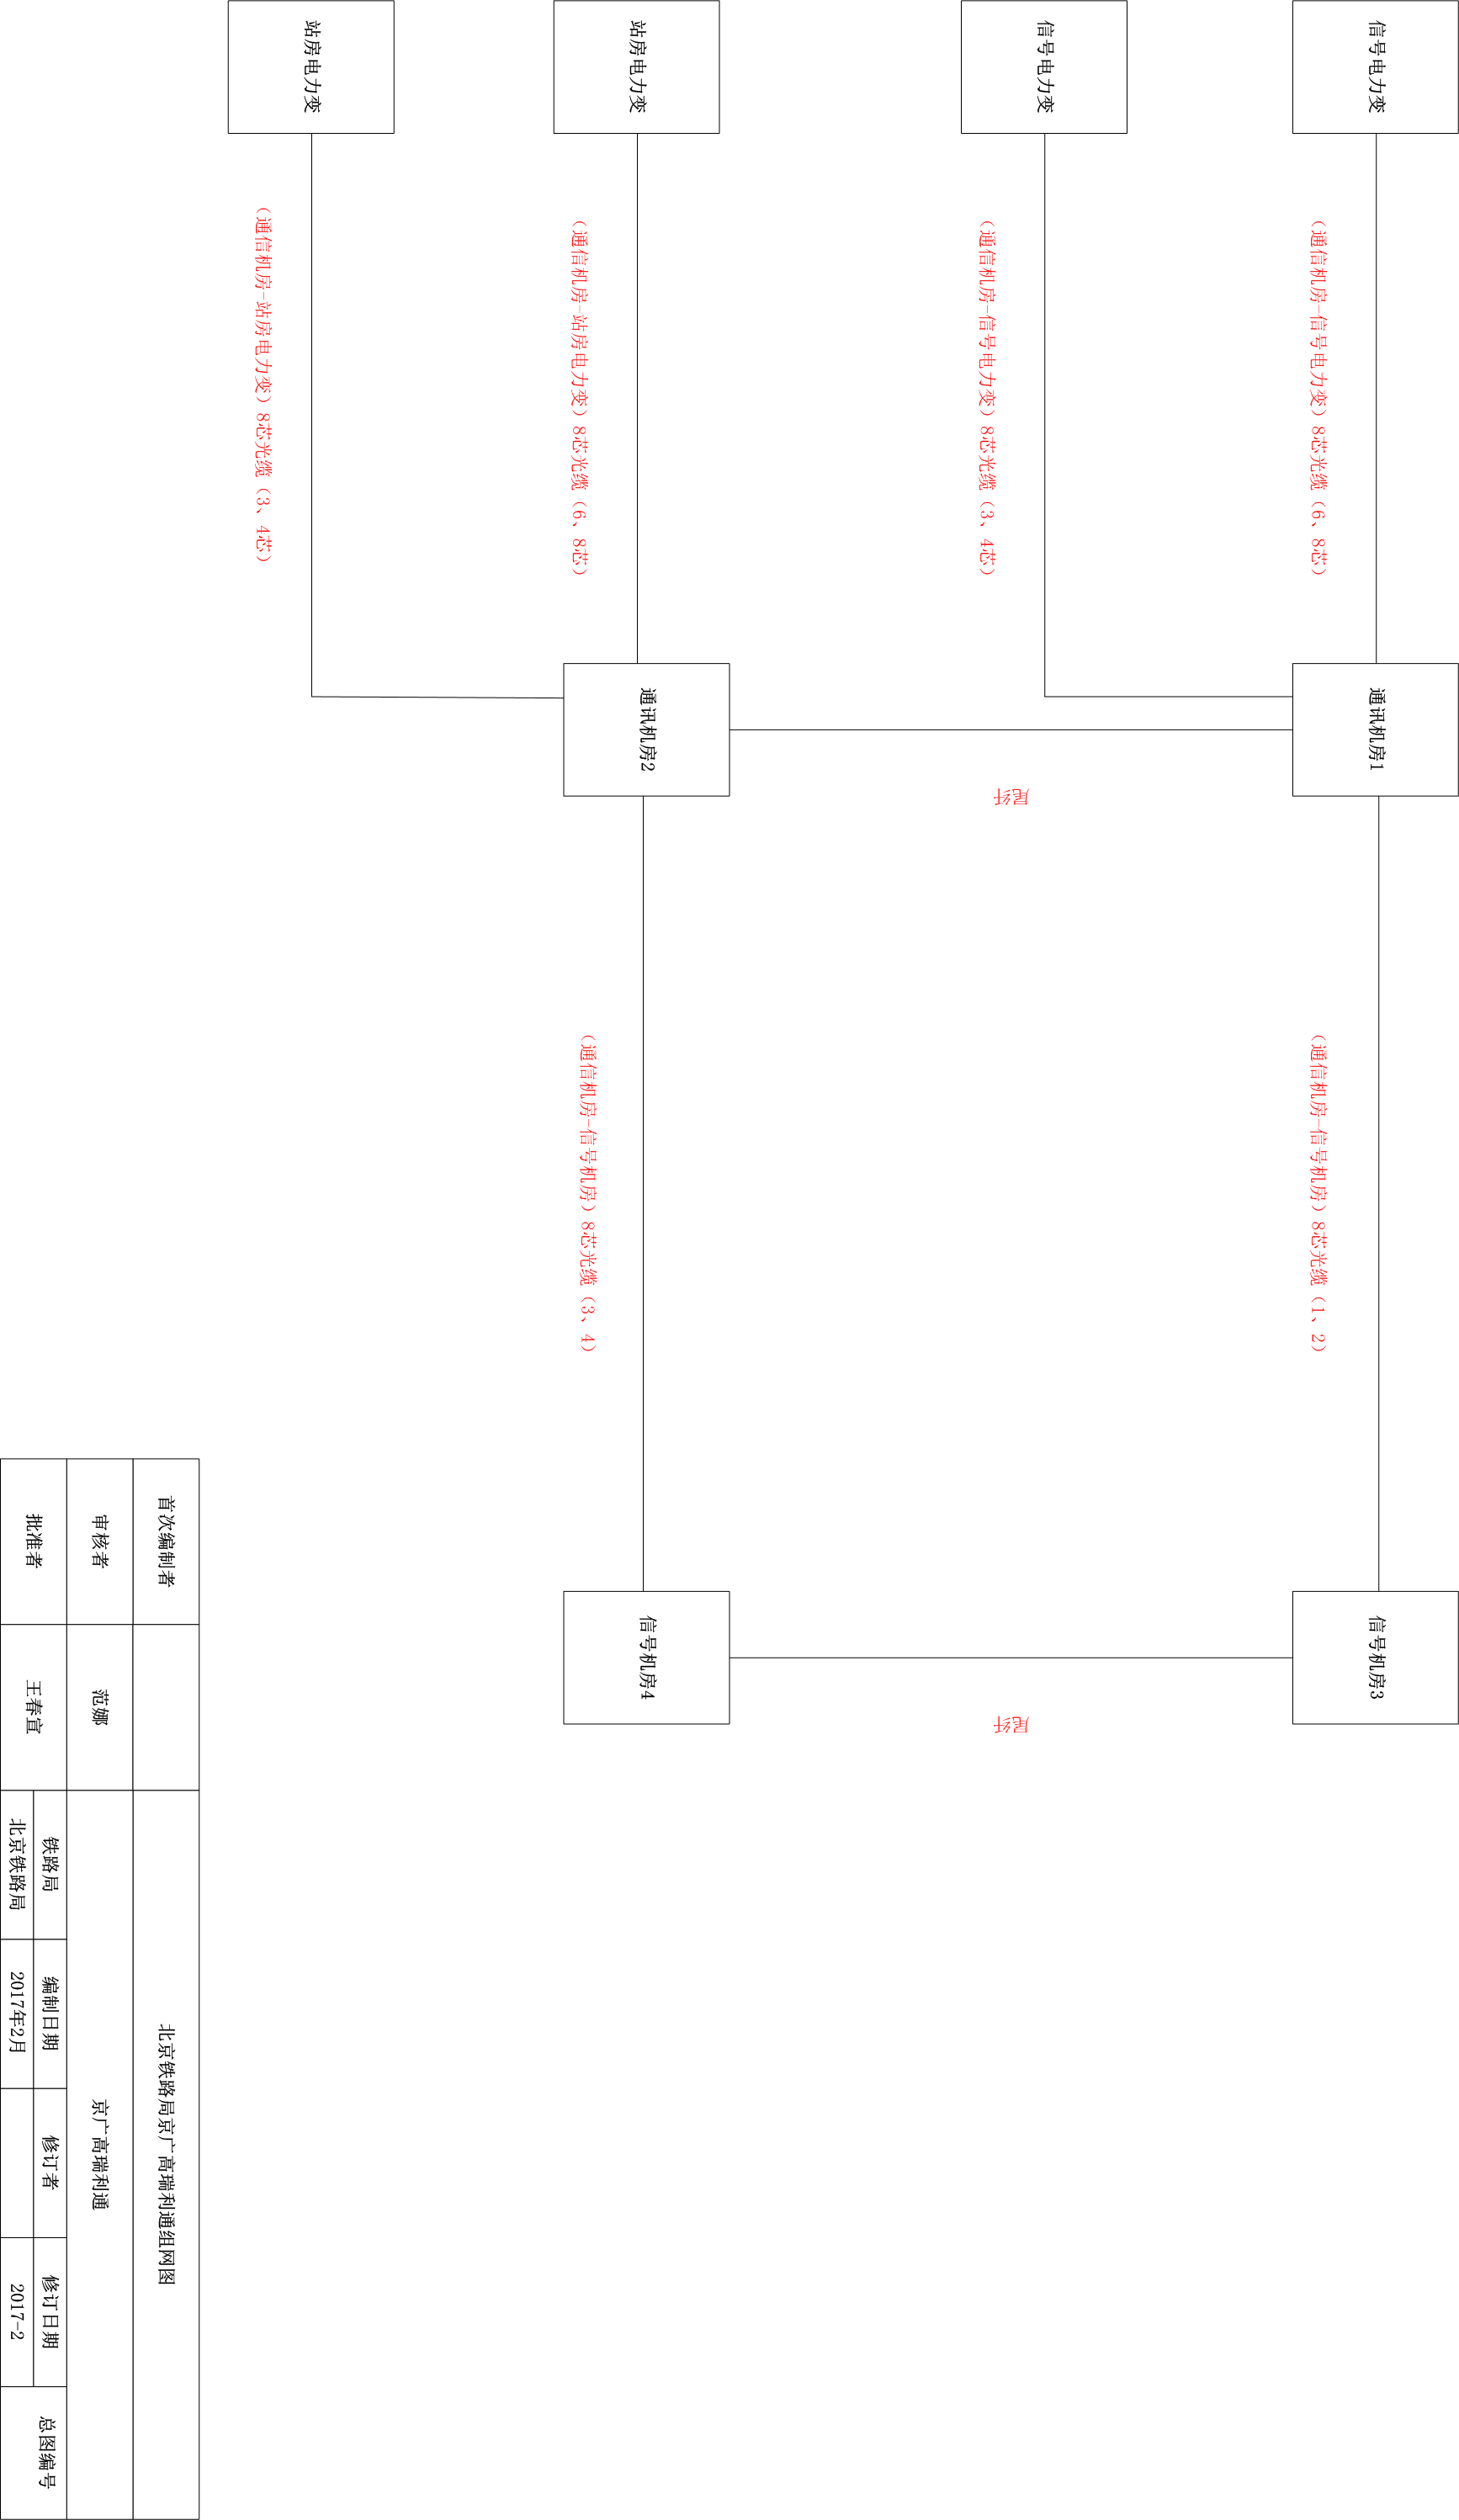 信号电力变
（通信机房-信号电力变）8芯光缆（6、8芯）
通讯机房1
（通信机房-信号机房）8芯光缆（1、2）
信号机房3
信号电力变
（通信机房-信号电力变）8芯光缆（3、4芯）
尾纤
尾纤
站房电力变
（通信机房-站房电力变）8芯光缆（6、8芯）
通讯机房2
（通信机房-信号机房）8芯光缆（3、4）
信号机房4
站房电力变
（通信机房-站房电力变）8芯光缆（3、4芯）
首次编制者
北京铁路局京广高瑞利通组网图
审核者
范娜
京广高瑞利通
批准者
王春宣
铁路局
编制日期
修订者
修订日期
总图编号
北京铁路局
2017年2月
2017-2